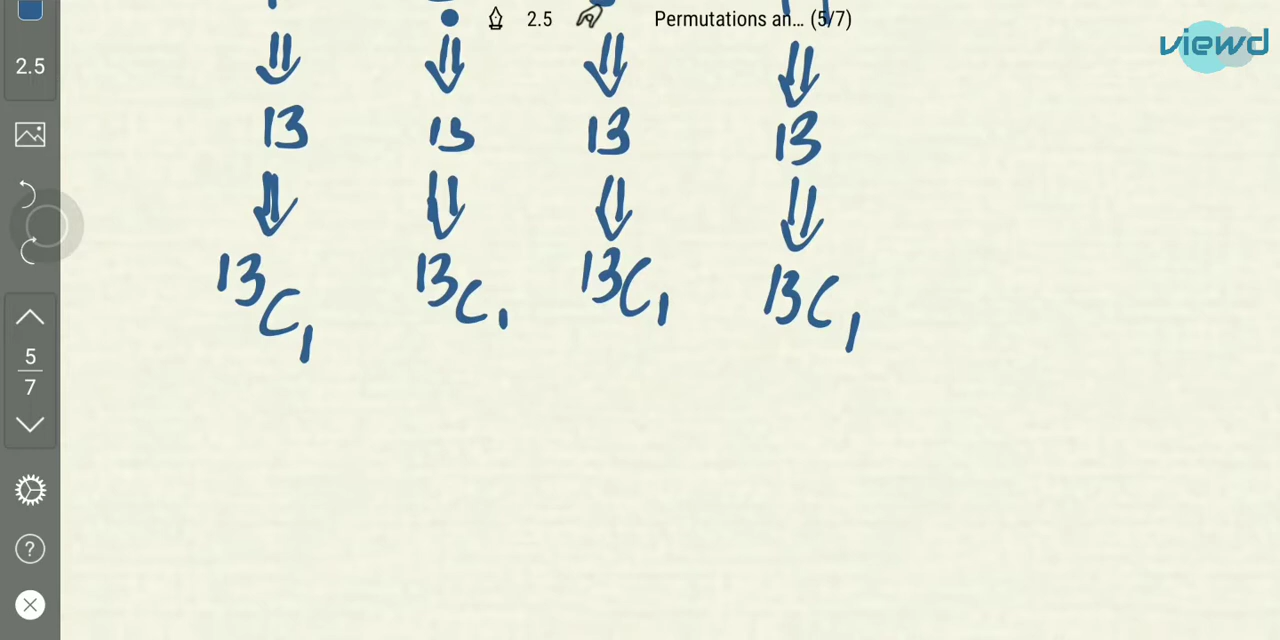 2.5 Permutations an... (5/7)
viewd
2.5
13 13 13 13
¹³C₁ ¹³C₁ ¹³C₁ 13C₁
5
7
?